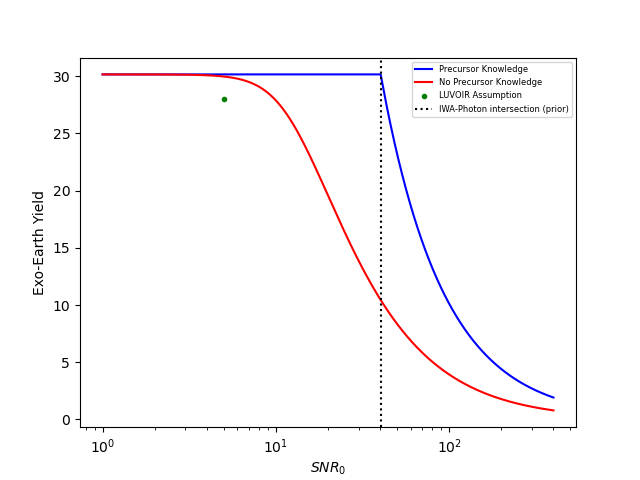 Precursor Knowledge
No Precursor Knowledge
LUVOIR Assumption
IWA-Photon intersection (prior)
30
25
20
15
10
5
0
Exo-Earth Yield
10⁰
10¹
10²
SNR₀